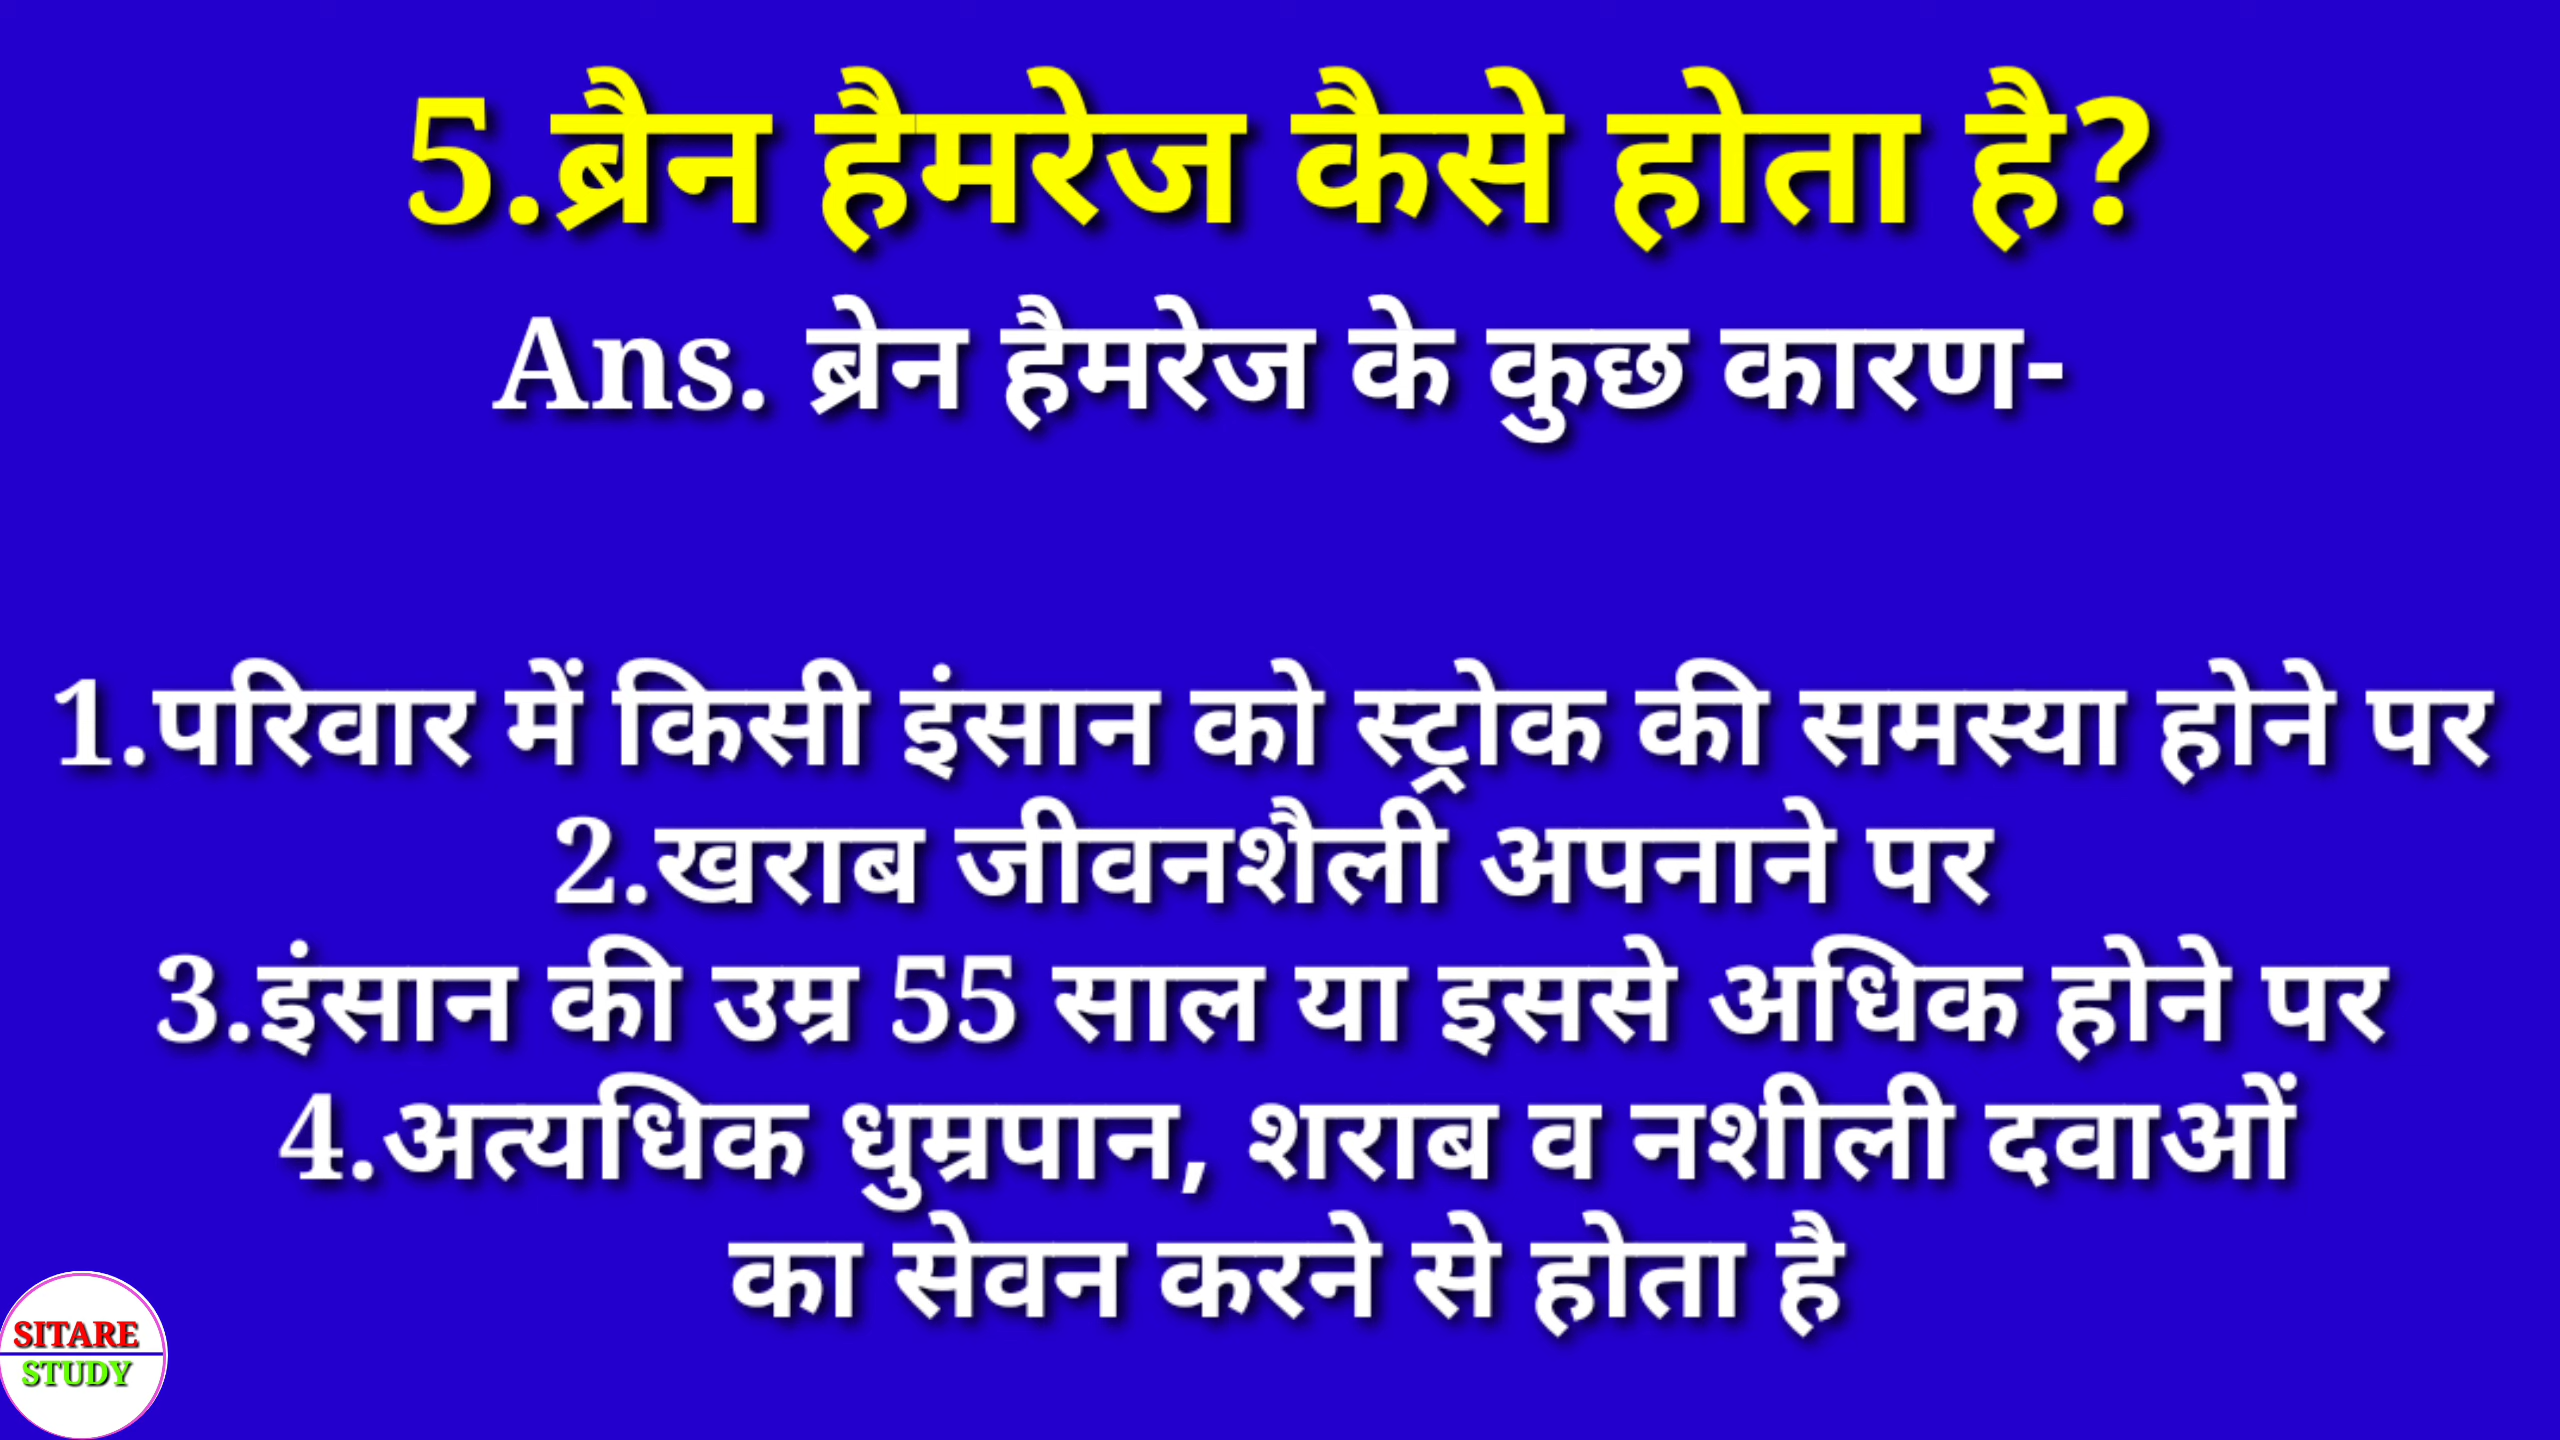 5.ब्रैन हैमरेज कैसे होता है?
Ans. ब्रेन हैमरेज के कुछ कारण-
1.परिवार में किसी इंसान को स्ट्रोक की समस्या होने पर
2.खराब जीवनशैली अपनाने पर
3.इंसान की उम्र 55 साल या इससे अधिक होने पर
4.अत्यधिक धुम्रपान, शराब व नशीली दवाओं
का सेवन करने से होता है
SITARE
STUDY